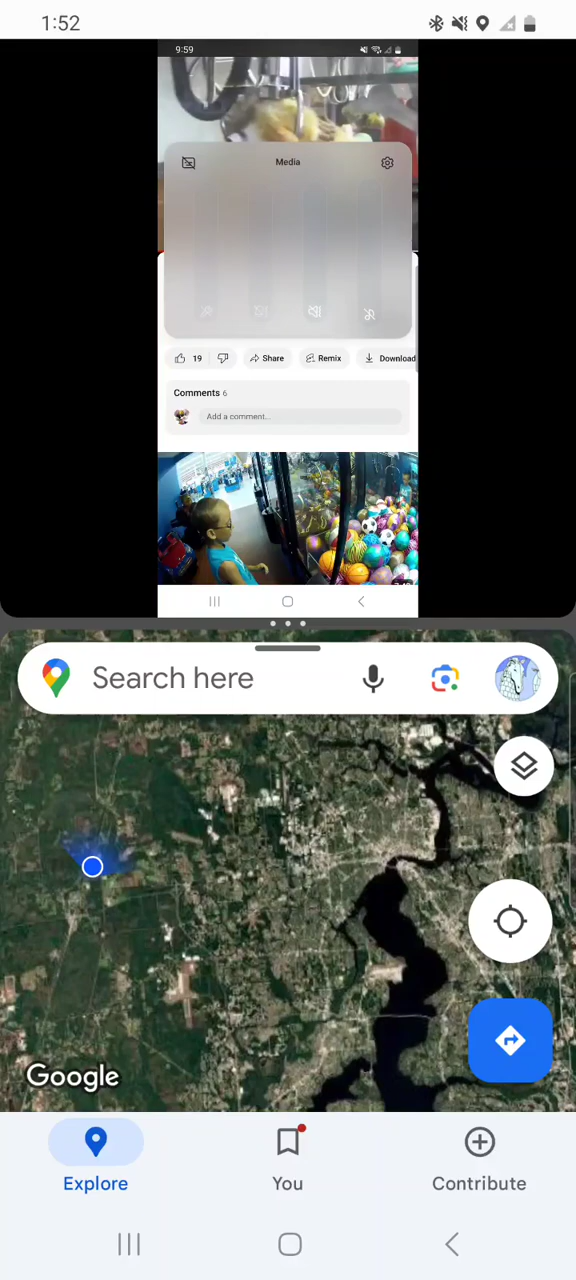 1:52
9:59
Media
19
Share
Remix
Download
Comments 6
Add a comment...
Search here
Google
Explore
You
Contribute